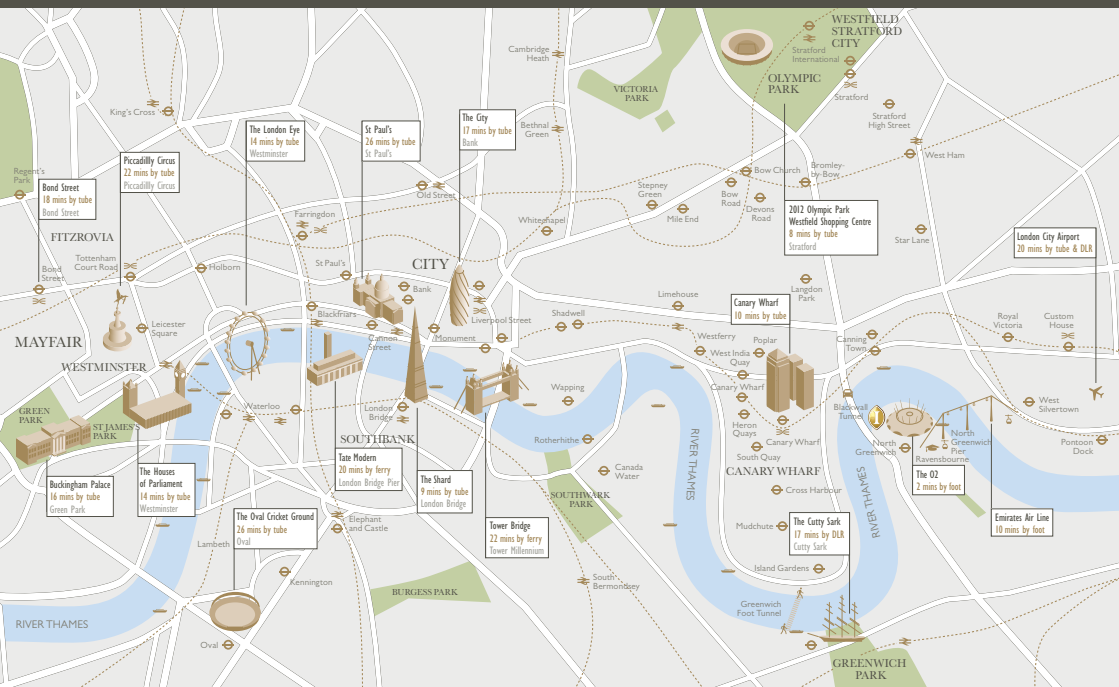 WESTFIELD
STRATFORD
CITY
Stratford
International
Stratford
Stratford
High Street
OLYMPIC
PARK
VICTORIA
PARK
Cambridge
Heath
Bethnal
Green
King's Cross
Regent's
Park
The London Eye
14 mins by tube
Westminster
St Paul's
26 mins by tube
St Paul's
The City
17 mins by tube
Bank
Piccadillly Circus
22 mins by tube
Piccadilly Circus
Bond Street
18 mins by tube
Bond Street
Old Street
Farringdon
Whitechapel
Stepney
Green
Mile End
Bow
Road
Devons
Road
Bow Church
Bromley-
by-Bow
West Ham
Star Lane
2012 Olympic Park
Westfield Shopping Centre
8 mins by tube
Stratford
London City Airport
20 mins by tube & DLR
FITZROVIA
Tottenham
Court Road
Bond
Street
Holborn
St Paul's
CITY
Bank
Liverpool Street
Blackfriars
Cannon
Street
Monument
Shadwell
Limehouse
Langdon
Park
Canary Wharf
10 mins by tube
Westferry
Poplar
West India
Quay
Canary Wharf
Heron
Quays
Canary Wharf
South Quay
CANARY WHARF
Canning
Town
Royal
Victoria
Custom
House
West
Silvertown
Pontoon
Dock
Leicester
Square
MAYFAIR
WESTMINSTER
GREEN
PARK
ST JAMES'S
PARK
Waterloo
London
Bridge
SOUTHBANK
Wapping
Rotherhithe
Canada
Water
RIVER THAMES
Blackwall
Tunnel
1
North
Greenwich
North
Greenwich
Pier
Ravensbourne
The O2
2 mins by foot
Emirates Air Line
10 mins by foot
RIVER THAMES
Buckingham Palace
16 mins by tube
Green Park
The Houses
of Parliament
14 mins by tube
Westminster
Tate Modern
20 mins by ferry
London Bridge Pier
The Shard
9 mins by tube
London Bridge
Tower Bridge
22 mins by ferry
Tower Millennium
SOUTHWARK
PARK
Cross Harbour
Mudchute
The Cutty Sark
17 mins by DLR
Cutty Sark
Island Gardens
Greenwich
Foot Tunnel
GREENWICH
PARK
The Oval Cricket Ground
26 mins by tube
Oval
Lambeth
Elephant
and Castle
Kennington
Oval
BURGESS PARK
South
Bermondsey
RIVER THAMES